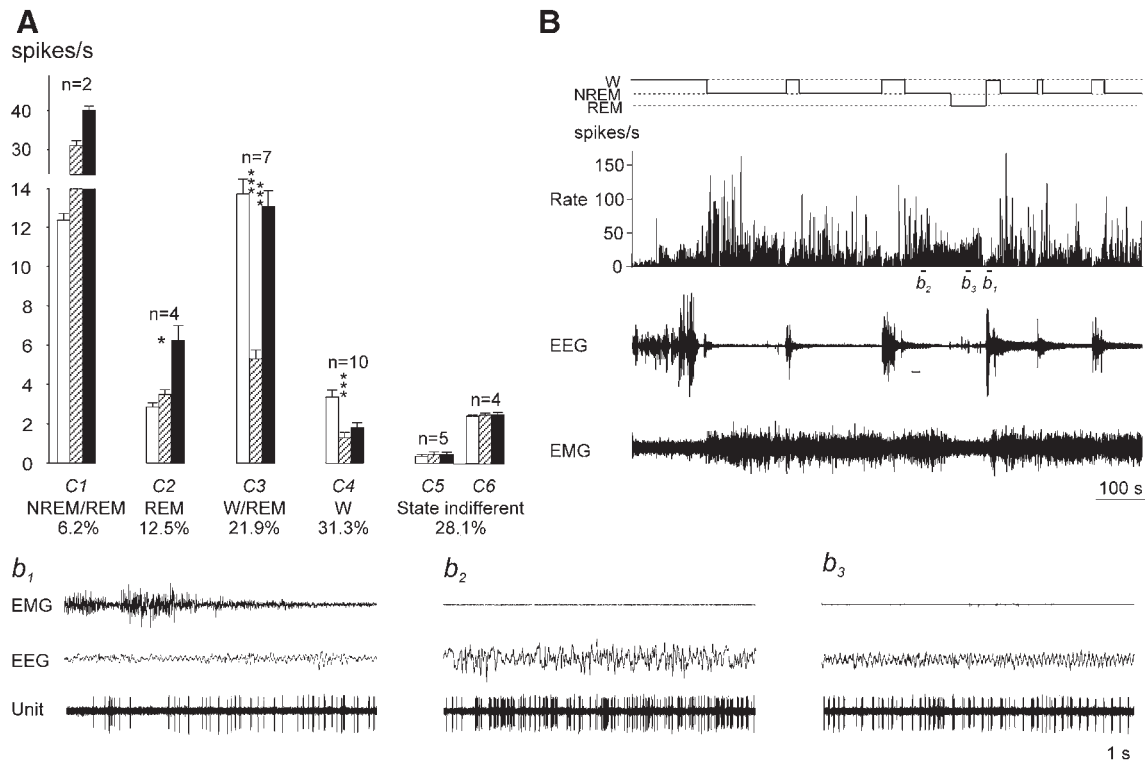 A
spikes/s
n=2
40
30
14
12
10
8
6
4
2
0
n=4
*
n=7
***
***
n=10
***
n=5
n=4
C1
C2
C3
C4
C5
C6
NREM/REM
REM
W/REM
W
State indifferent
6.2%
12.5%
21.9%
31.3%
28.1%
B
W
NREM
REM
spikes/s
150
Rate 100
50
0
b2
b3
b1
EEG
EMG
100 s
b1
EMG
EEG
Unit
b2
b3
1 s